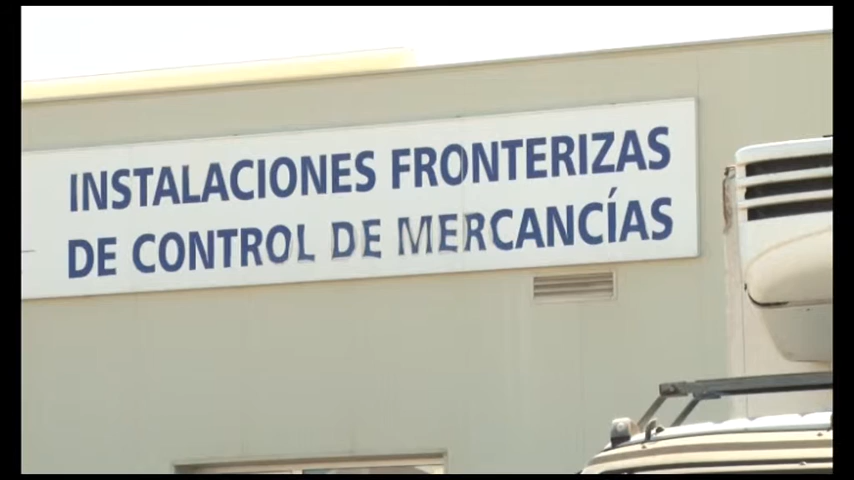 INSTALACIONES FRONTERIZAS
DE CONTROL DE MERCANCÍAS